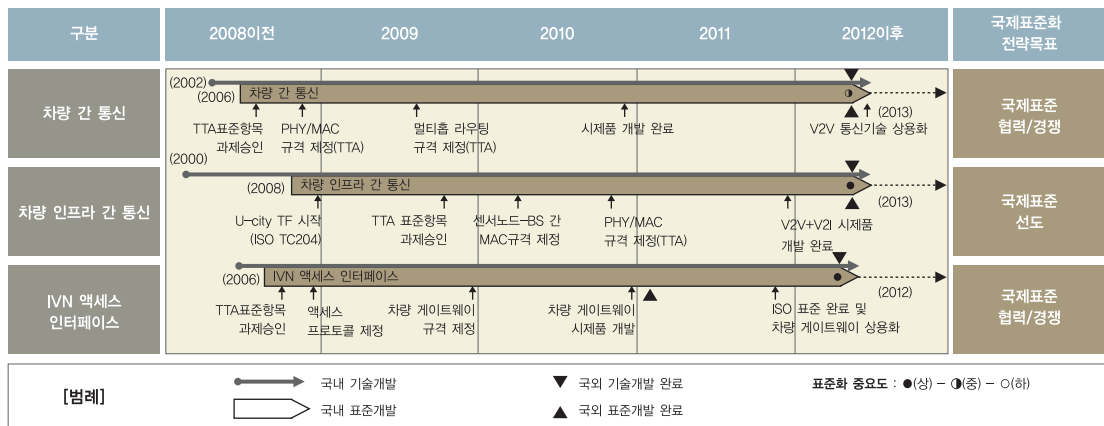 구분
2008이전
2009
2010
2011
2012이후
국제표준화
전략목표
차량 간 통신
(2002)
(2006)
차량 간 통신
(2013)
TTA표준항목
과제승인
PHY/MAC
규격 제정(TTA)
멀티홉 라우팅
규격 제정(TTA)
시제품 개발 완료
V2V 통신기술 상용화
국제표준
협력/경쟁
차량 인프라 간 통신
(2000)
(2008)
차량 인프라 간 통신
(2013)
U-city TF 시작
(ISO TC204)
TTA 표준항목
과제승인
센서노드-BS 간
MAC규격 제정
PHY/MAC
규격 제정(TTA)
V2V+V2I 시제품
개발 완료
국제표준
선도
IVN 액세스
인터페이스
(2006)
IVN 액세스 인터페이스
(2012)
TTA표준항목
과제승인
액세스
프로토콜 제정
차량 게이트웨이
규격 제정
차량 게이트웨이
시제품 개발
ISO 표준 완료 및
차량 게이트웨이 상용화
국제표준
협력/경쟁
[범례]
국내 기술개발
국내 표준개발
국외 기술개발 완료
국외 표준개발 완료
표준화 중요도 : ●(상) - ◑(중) - ○(하)